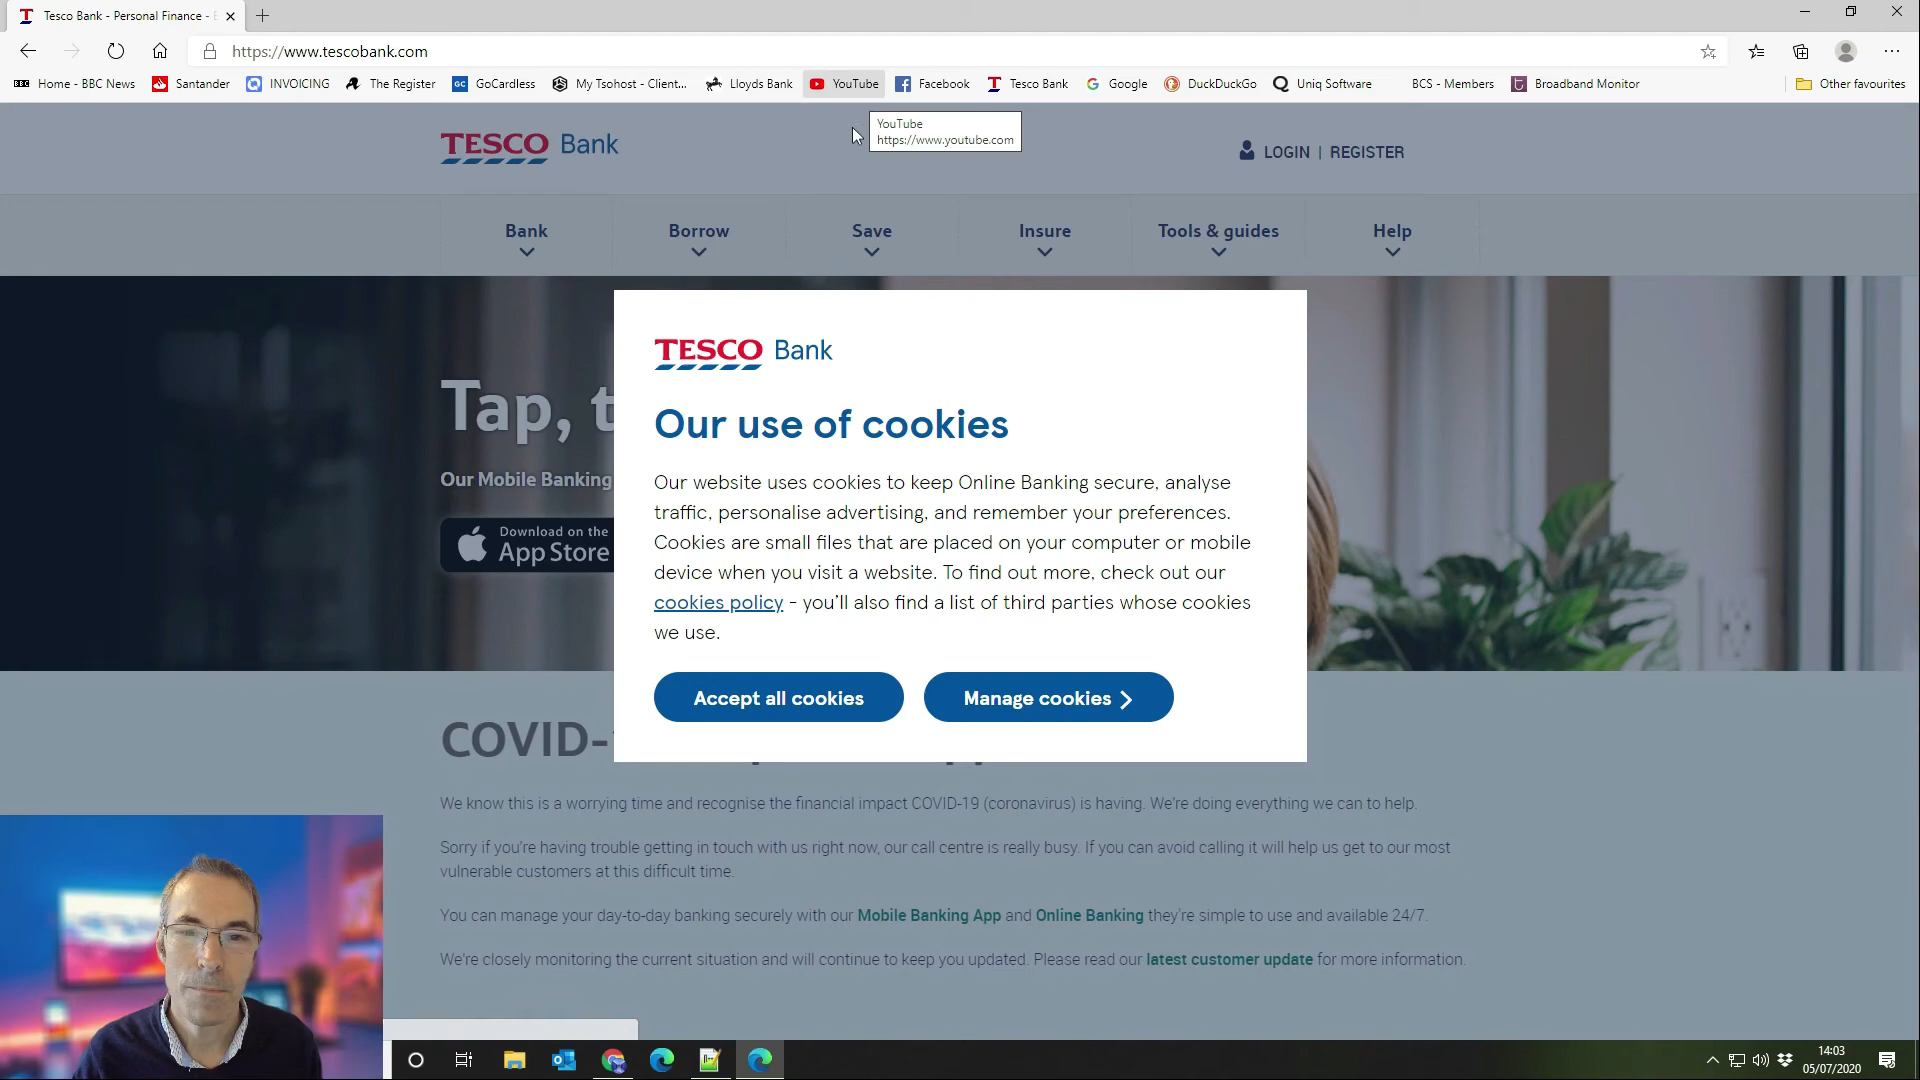 Tesco Bank - Personal Finance -
https://www.tescobank.com
BBC Home - BBC News
Santander
INVOICING
The Register
GC GoCardless
My Tsohost - Client...
Lloyds Bank
YouTube
Facebook
Tesco Bank
Google
DuckDuckGo
Uniq Software
BCS - Members
Broadband Monitor
Other favourites
YouTube
https://www.youtube.com
TESCO Bank
LOGIN | REGISTER
Bank
Borrow
Save
Insure
Tools & guides
Help
Tap, t
Our Mobile Banking
Download on the
App Store
TESCO Bank
Our use of cookies
Our website uses cookies to keep Online Banking secure, analyse
traffic, personalise advertising, and remember your preferences.
Cookies are small files that are placed on your computer or mobile
device when you visit a website. To find out more, check out our
cookies policy - you'll also find a list of third parties whose cookies
we use.
Accept all cookies
Manage cookies
COVID-
We know this is a worrying time and recognise the financial impact COVID-19 (coronavirus) is having. We're doing everything we can to help.
Sorry if you're having trouble getting in touch with us right now, our call centre is really busy. If you can avoid calling it will help us get to our most
vulnerable customers at this difficult time.
You can manage your day-to-day banking securely with our Mobile Banking App and Online Banking they're simple to use and available 24/7.
We're closely monitoring the current situation and will continue to keep you updated. Please read our latest customer update for more information.
14:03
05/07/2020